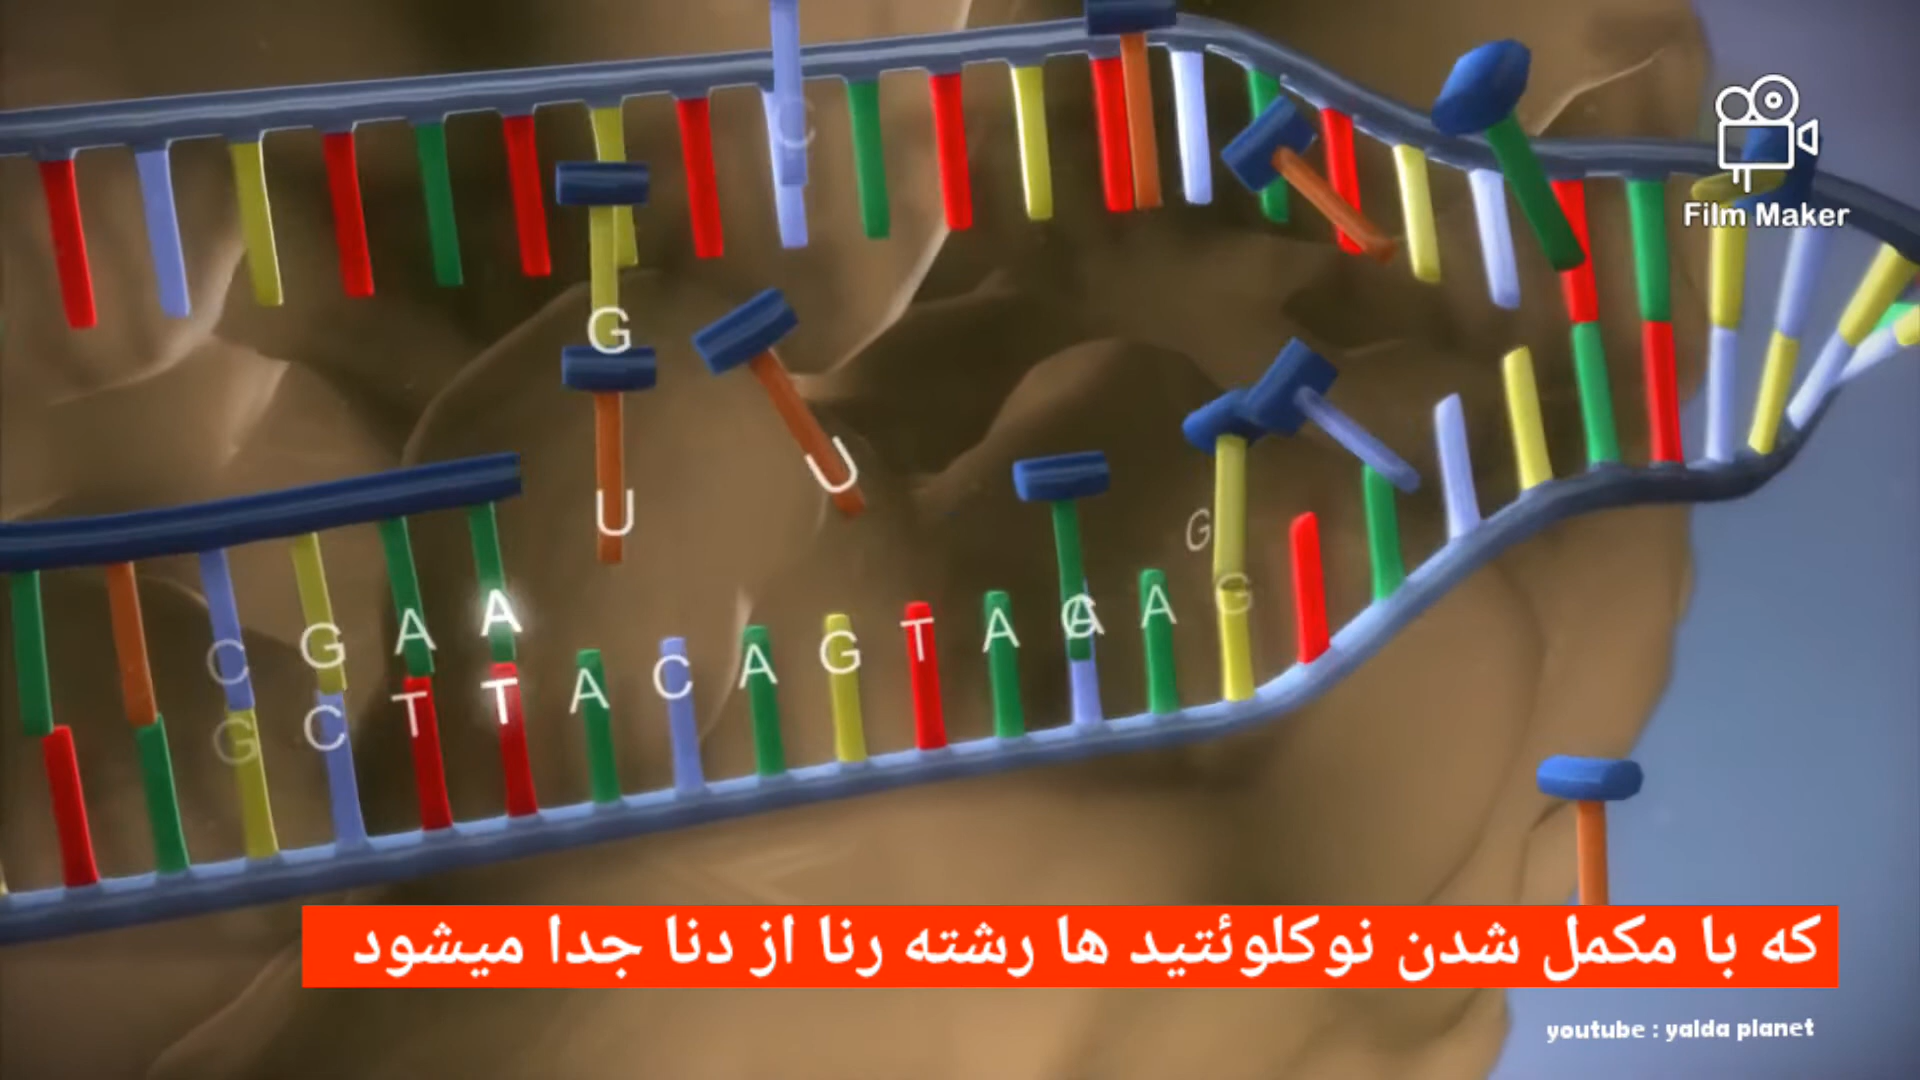 Film Maker
C
G
U
U
G
C G A A
G C T T A C A G T A A G
که با مکمل شدن نوکلوئتید ها رشته رنا از دنا جدا میشود
youtube : yalda planet